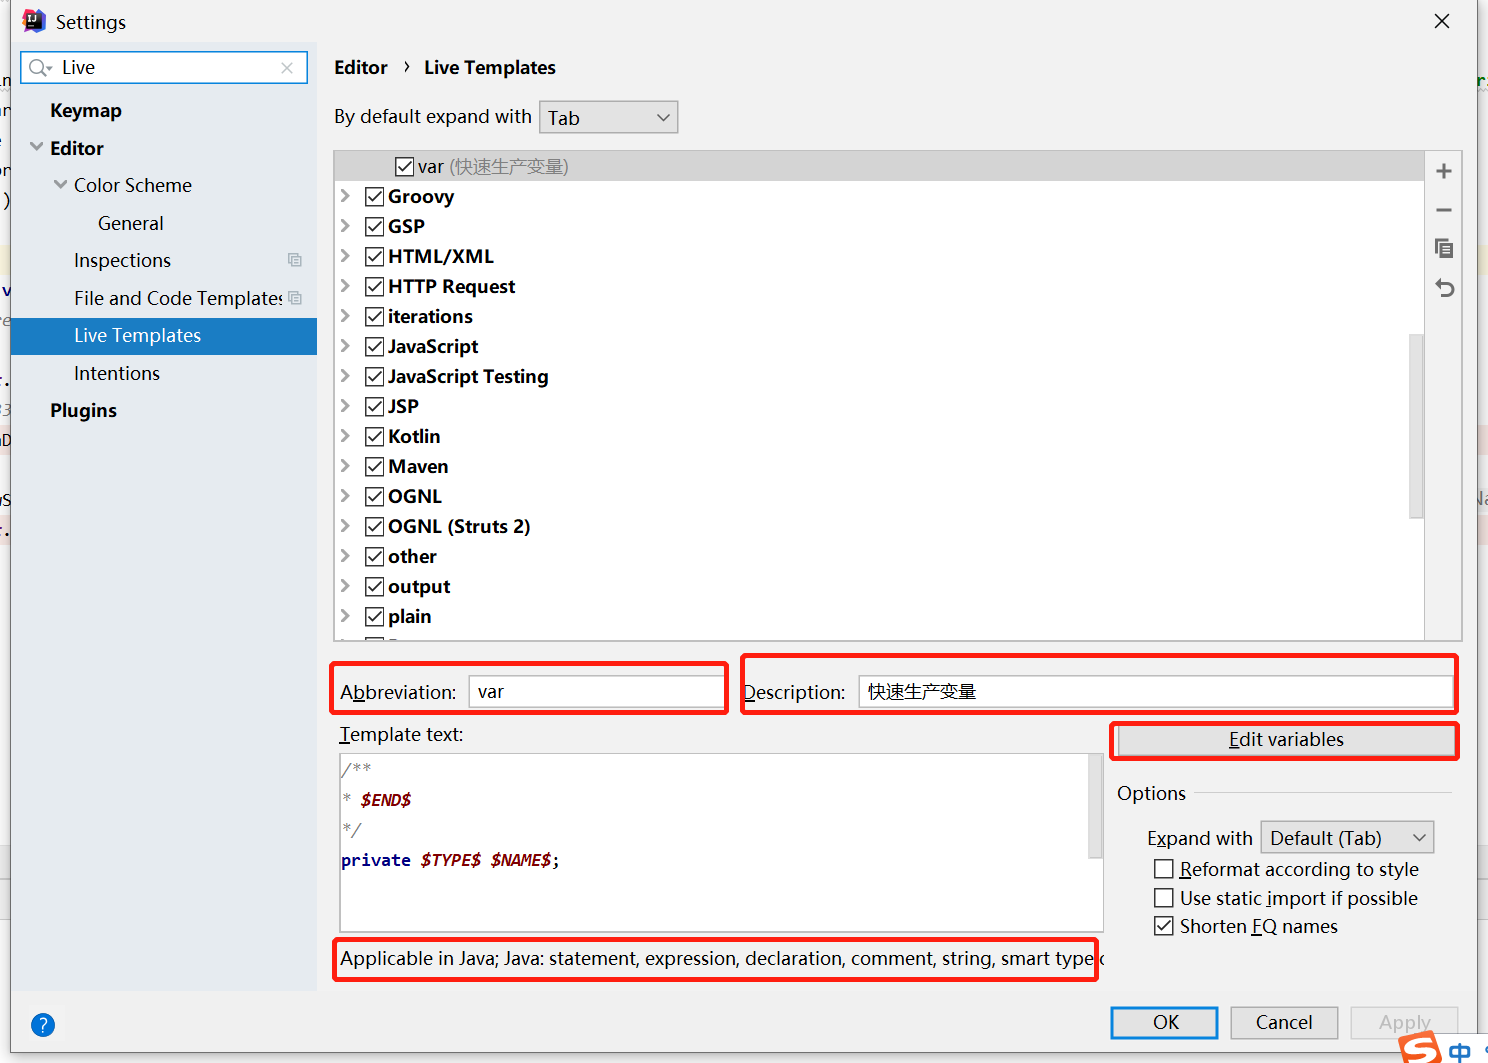 Settings
Live
Keymap
Editor
Color Scheme
General
Inspections
File and Code Templates
Live Templates
Intentions
Plugins
Editor › Live Templates
By default expand with Tab
var (快速生产变量)
Groovy
GSP
HTML/XML
HTTP Request
iterations
JavaScript
JavaScript Testing
JSP
Kotlin
Maven
OGNL
OGNL (Struts 2)
other
output
plain
Abbreviation: var
Description: 快速生产变量
Template text:
/**
* $END$
*/
private $TYPE$ $NAME$;
Edit variables
Options
Expand with Default (Tab)
Reformat according to style
Use static import if possible
Shorten FQ names
Applicable in Java; Java: statement, expression, declaration, comment, string, smart type
?
OK Cancel Apply
中